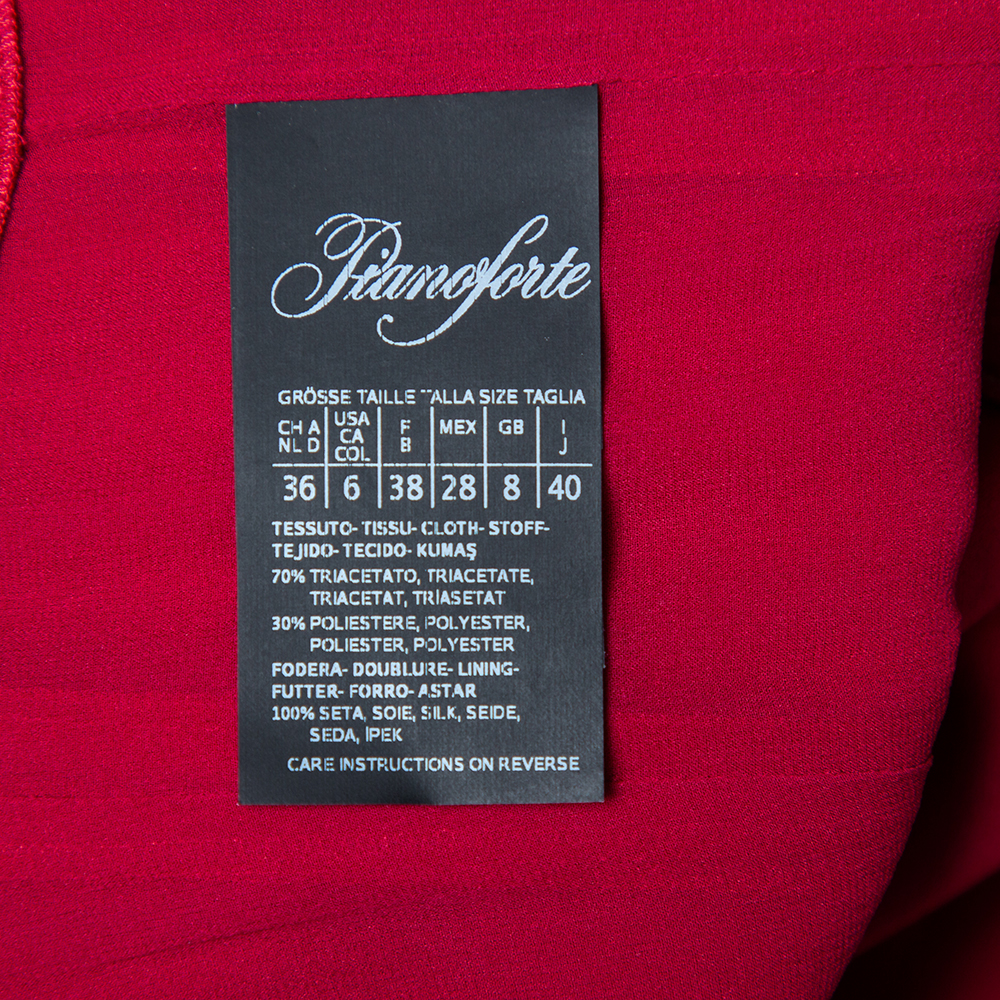 Pianoforte
GRÖSSE TAILLE TALLA SIZE TAGLIA
CH A NL D | USA CA COL | F B | MEX | GB | I J
36 | 6 | 38 | 28 | 8 | 40
TESSUTO- TISSU- CLOTH- STOFF-
TEJIDO- TECIDO- KUMAŞ
70% TRIACETATO, TRIACETATE,
TRIACETAT, TRIASETAT
30% POLIESTERE, POLYESTER,
POLIESTER, POLYESTER
FODERA- DOUBLURE- LINING-
FUTTER- FORRO- ASTAR
100% SETA, SOIE, SILK, SEIDE,
SEDA, İPEK
CARE INSTRUCTIONS ON REVERSE